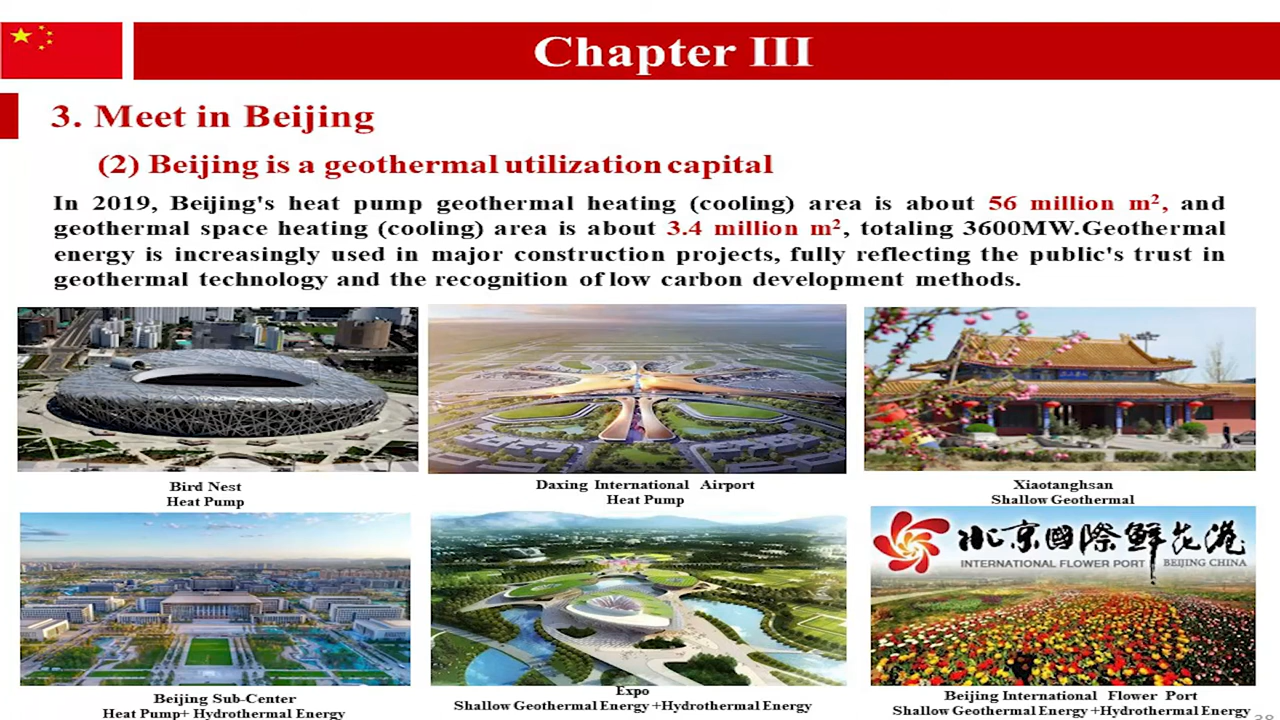 Chapter III
3. Meet in Beijing
(2) Beijing is a geothermal utilization capital
In 2019, Beijing's heat pump geothermal heating (cooling) area is about 56 million m², and
geothermal space heating (cooling) area is about 3.4 million m², totaling 3600MW.Geothermal
energy is increasingly used in major construction projects, fully reflecting the public's trust in
geothermal technology and the recognition of low carbon development methods.
Bird Nest
Heat Pump
Daxing International Airport
Heat Pump
Xiaotanghsan
Shallow Geothermal
北京國際鮮花港
INTERNATIONAL FLOWER PORT BEIJING CHINA
Beijing Sub-Center
Heat Pump+ Hydrothermal Energy
Expo
Shallow Geothermal Energy +Hydrothermal Energy
Beijing International Flower Port
Shallow Geothermal Energy +Hydrothermal Energy